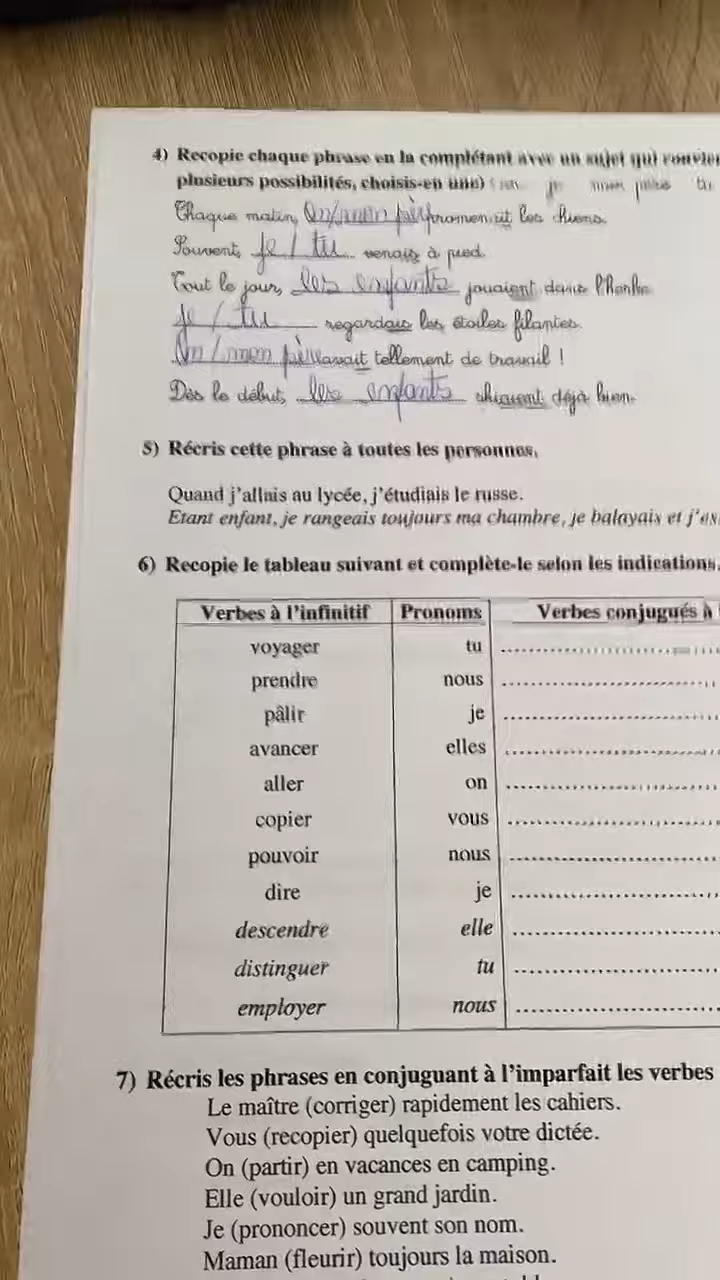 4) Recopie chaque phrase en la complétant avec un sujet qui convien
plusieurs possibilités, choisis-en une) je mon père tu
Chaque matin, On/mon père promenait les chiens.
Souvent, je / tu venais à pied.
Tout le jour, les enfants jouaient dans l'herbe
je / tu regardais les étoiles filantes.
On / mon père avait tellement de travail !
Dès le début, les enfants skiaient déjà bien.
5) Récris cette phrase à toutes les personnes.
Quand j'allais au lycée, j'étudiais le russe.
Etant enfant, je rangeais toujours ma chambre, je balayais et j'es
6) Recopie le tableau suivant et complète-le selon les indications.
Verbes à l'infinitif Pronoms Verbes conjugués à
voyager tu
prendre nous
pâlir je
avancer elles
aller on
copier vous
pouvoir nous
dire je
descendre elle
distinguer tu
employer nous
7) Récris les phrases en conjuguant à l'imparfait les verbes
Le maître (corriger) rapidement les cahiers.
Vous (recopier) quelquefois votre dictée.
On (partir) en vacances en camping.
Elle (vouloir) un grand jardin.
Je (prononcer) souvent son nom.
Maman (fleurir) toujours la maison.